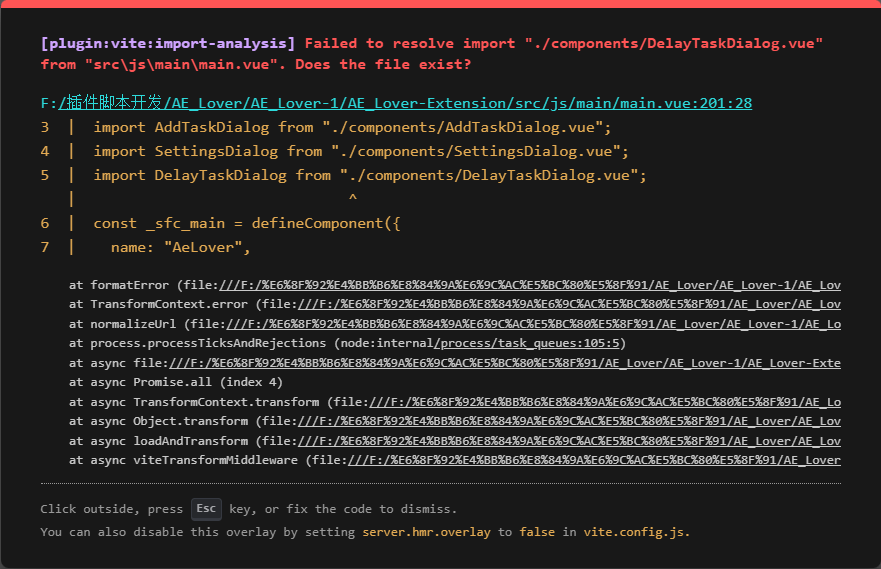 [plugin:vite:import-analysis] Failed to resolve import "./components/DelayTaskDialog.vue"
from "src\js\main\main.vue". Does the file exist?
F:/插件脚本开发/AE_Lover/AE_Lover-1/AE_Lover-Extension/src/js/main/main.vue:201:28
3  |  import AddTaskDialog from "./components/AddTaskDialog.vue";
4  |  import SettingsDialog from "./components/SettingsDialog.vue";
5  |  import DelayTaskDialog from "./components/DelayTaskDialog.vue";
   |                               ^
6  |  const _sfc_main = defineComponent({
7  |    name: "AeLover",
at formatError (file:///F:/%E6%8F%92%E4%BB%B6%E8%84%9A%E6%9C%AC%E5%BC%80%E5%8F%91/AE_Lover/AE_Lover-1/AE_Lov
at TransformContext.error (file:///F:/%E6%8F%92%E4%BB%B6%E8%84%9A%E6%9C%AC%E5%BC%80%E5%8F%91/AE_Lover/AE_Lov
at normalizeUrl (file:///F:/%E6%8F%92%E4%BB%B6%E8%84%9A%E6%9C%AC%E5%BC%80%E5%8F%91/AE_Lover/AE_Lover-1/AE_Lo
at process.processTicksAndRejections (node:internal/process/task_queues:105:5)
at async file:///F:/%E6%8F%92%E4%BB%B6%E8%84%9A%E6%9C%AC%E5%BC%80%E5%8F%91/AE_Lover/AE_Lover-1/AE_Lover-Exte
at async Promise.all (index 4)
at async TransformContext.transform (file:///F:/%E6%8F%92%E4%BB%B6%E8%84%9A%E6%9C%AC%E5%BC%80%E5%8F%91/AE_Lo
at async Object.transform (file:///F:/%E6%8F%92%E4%BB%B6%E8%84%9A%E6%9C%AC%E5%BC%80%E5%8F%91/AE_Lover/AE_Lov
at async loadAndTransform (file:///F:/%E6%8F%92%E4%BB%B6%E8%84%9A%E6%9C%AC%E5%BC%80%E5%8F%91/AE_Lover/AE_Lov
at async viteTransformMiddleware (file:///F:/%E6%8F%92%E4%BB%B6%E8%84%9A%E6%9C%AC%E5%BC%80%E5%8F%91/AE_Lover
Click outside, press Esc key, or fix the code to dismiss.
You can also disable this overlay by setting server.hmr.overlay to false in vite.config.js.